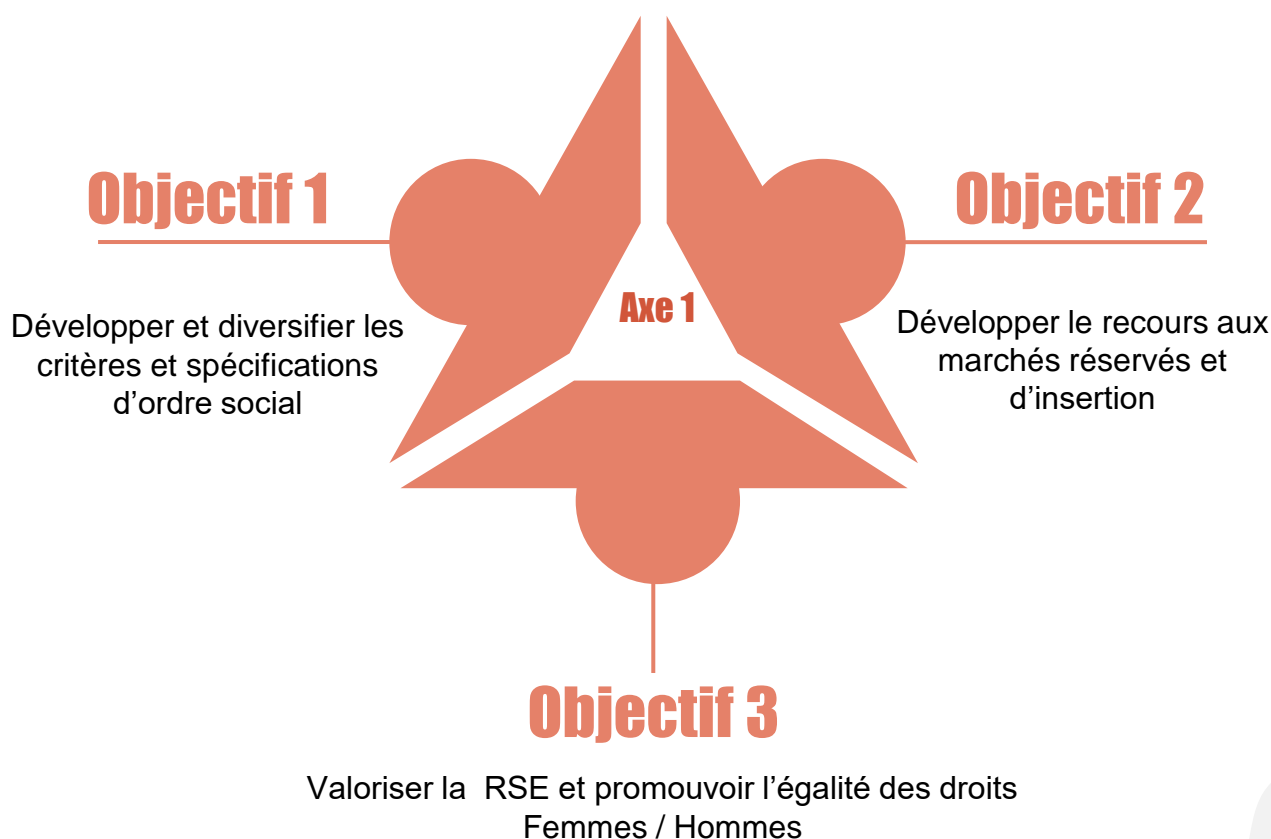 Objectif 1
Développer et diversifier les
critères et spécifications
d’ordre social
Axe 1
Objectif 2
Développer le recours aux
marchés réservés et
d’insertion
Objectif 3
Valoriser la RSE et promouvoir l’égalité des droits
Femmes / Hommes